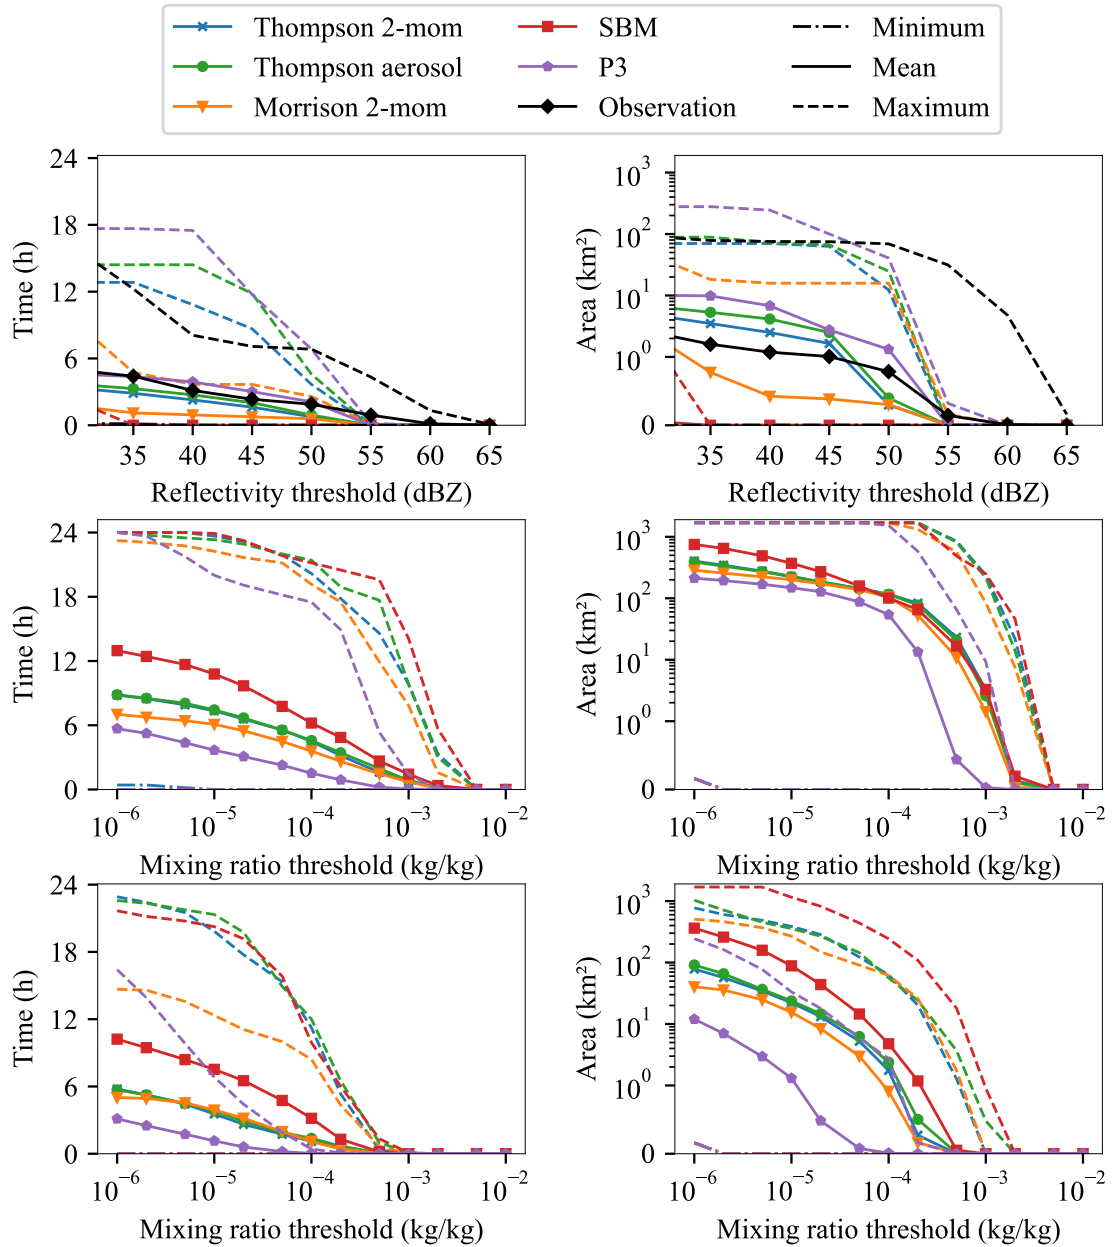 Thompson 2-mom SBM Minimum
Thompson aerosol P3 Mean
Morrison 2-mom Observation Maximum
Time (h)
24
18
12
6
0
35 40 45 50 55 60 65
Reflectivity threshold (dBZ)
Area (km²)
10³
10²
10¹
10⁰
0
35 40 45 50 55 60 65
Reflectivity threshold (dBZ)
Time (h)
24
18
12
6
0
10⁻⁶ 10⁻⁵ 10⁻⁴ 10⁻³ 10⁻²
Mixing ratio threshold (kg/kg)
Area (km²)
10³
10²
10¹
10⁰
0
10⁻⁶ 10⁻⁵ 10⁻⁴ 10⁻³ 10⁻²
Mixing ratio threshold (kg/kg)
Time (h)
24
18
12
6
0
10⁻⁶ 10⁻⁵ 10⁻⁴ 10⁻³ 10⁻²
Mixing ratio threshold (kg/kg)
Area (km²)
10³
10²
10¹
10⁰
0
10⁻⁶ 10⁻⁵ 10⁻⁴ 10⁻³ 10⁻²
Mixing ratio threshold (kg/kg)